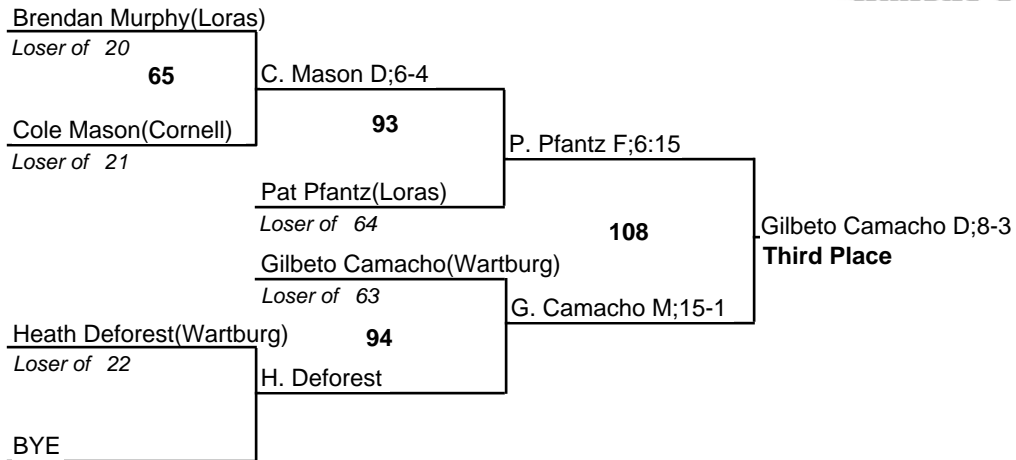 Brendan Murphy(Loras)
Loser of 20
65
C. Mason D;6-4
Cole Mason(Cornell)
Loser of 21
93
P. Pfantz F;6:15
Pat Pfantz(Loras)
Loser of 64
108
Gilbeto Camacho D;8-3
Third Place
Gilbeto Camacho(Wartburg)
Loser of 63
G. Camacho M;15-1
Heath Deforest(Wartburg)
94
Loser of 22
H. Deforest
BYE